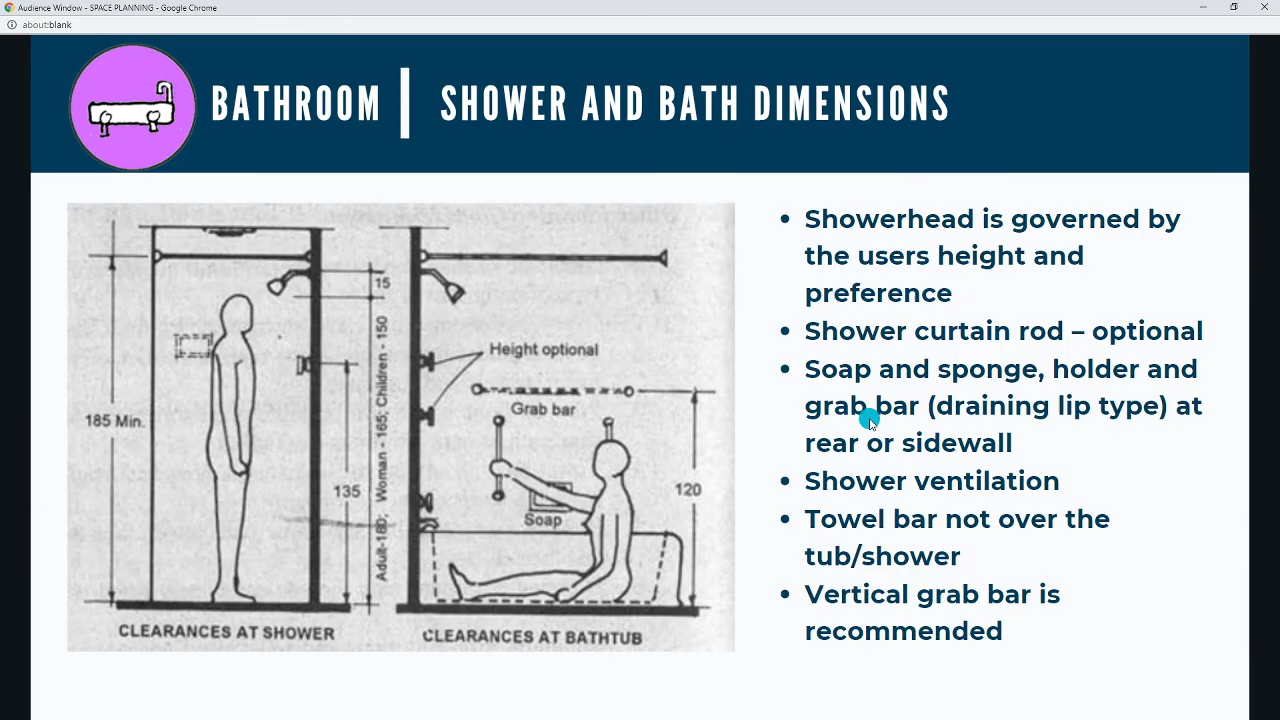 Audience Window - SPACE PLANNING - Google Chrome
about:blank
BATHROOM | SHOWER AND BATH DIMENSIONS
15
Height optional
Grab bar
185 Min.
135
Adult-180; Woman - 165; Children - 150
120
Soap
CLEARANCES AT SHOWER
CLEARANCES AT BATHTUB
• Showerhead is governed by
the users height and
preference
• Shower curtain rod – optional
• Soap and sponge, holder and
grab bar (draining lip type) at
rear or sidewall
• Shower ventilation
• Towel bar not over the
tub/shower
• Vertical grab bar is
recommended